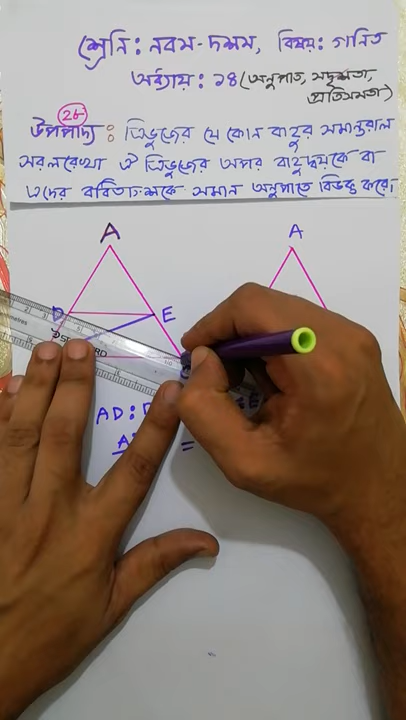 শ্রেনি: নবম-দশম, বিষয়: গানিত
অধ্যায়: ১৪ (অনুপাত, সদৃশতা,
প্রতিসমতা)
২৮
উপপাদ্য: ত্রিভুজের যে কোন বাহুর সমান্তরাল
সরলরেখা ঐ ত্রিভুজের অপর বাহুদ্বয়কে বা
এদের বর্ধিতাংশকে সমান অনুপাতে বিভক্ত করে।
A A
D E
AD:
=